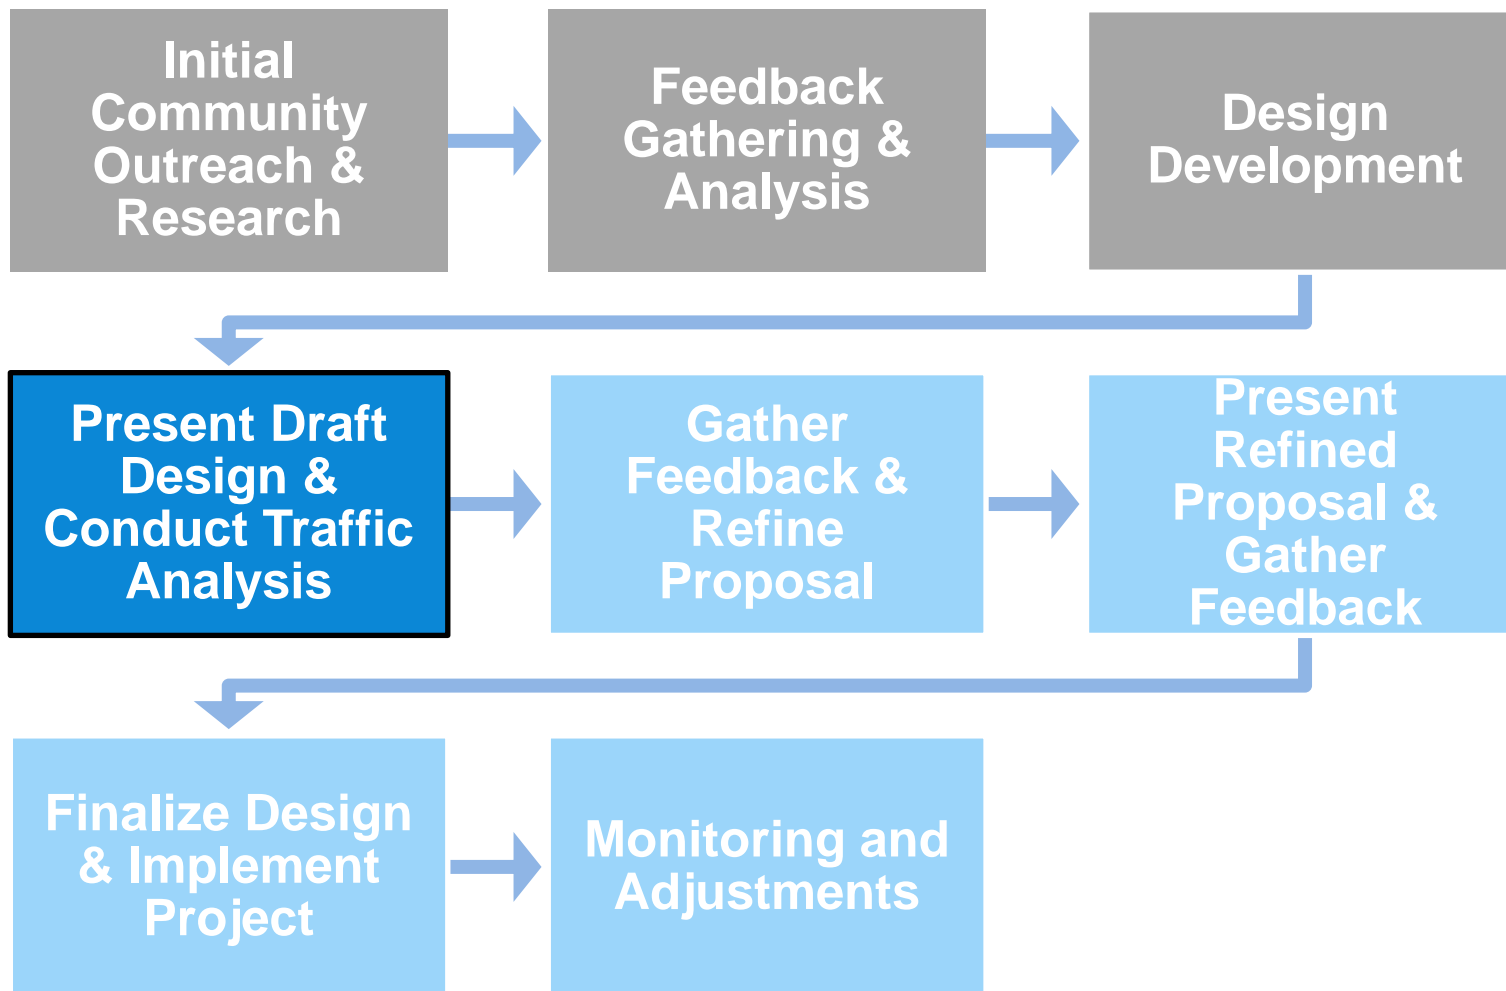 Initial
Community
Outreach &
Research
Feedback
Gathering &
Analysis
Design
Development
Present Draft
Design &
Conduct Traffic
Analysis
Gather
Feedback &
Refine
Proposal
Present
Refined
Proposal &
Gather
Feedback
Finalize Design
& Implement
Project
Monitoring and
Adjustments